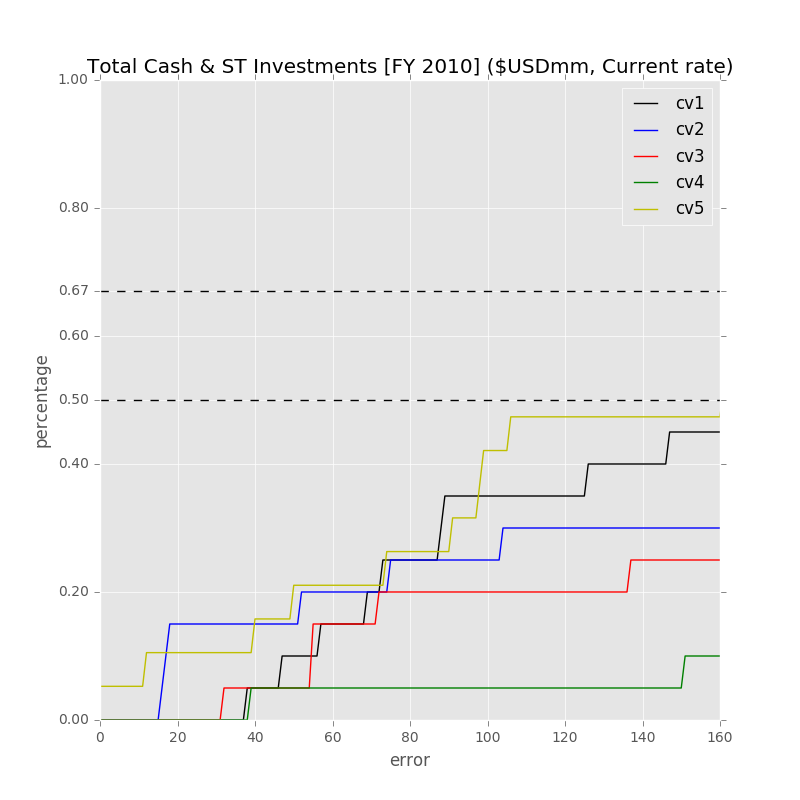 Total Cash & ST Investments [FY 2010] ($USDmm, Current rate)
1.00
0.80
0.67
0.60
0.50
0.40
0.20
0.00
percentage
cv1
cv2
cv3
cv4
cv5
0 20 40 60 80 100 120 140 160
error